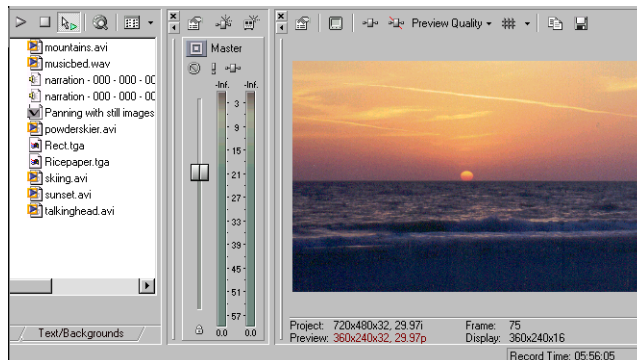 Master
Preview Quality
mountains.avi
musicbed.wav
narration - 000 - 000 - 00
narration - 000 - 000 - 00
Panning with still images
powderskier.avi
Rect.tga
Ricepaper.tga
skiing.avi
sunset.avi
talkinghead.avi
Text/Backgrounds
-Inf. -Inf.
- 3 -
- 9 -
- 15 -
- 21 -
- 27 -
- 33 -
- 39 -
- 45 -
- 51 -
- 57 -
0.0 0.0
Project: 720x480x32, 29.97i Frame: 75
Preview: 360x240x32, 29.97p Display: 360x240x16
Record Time: 05:56:05